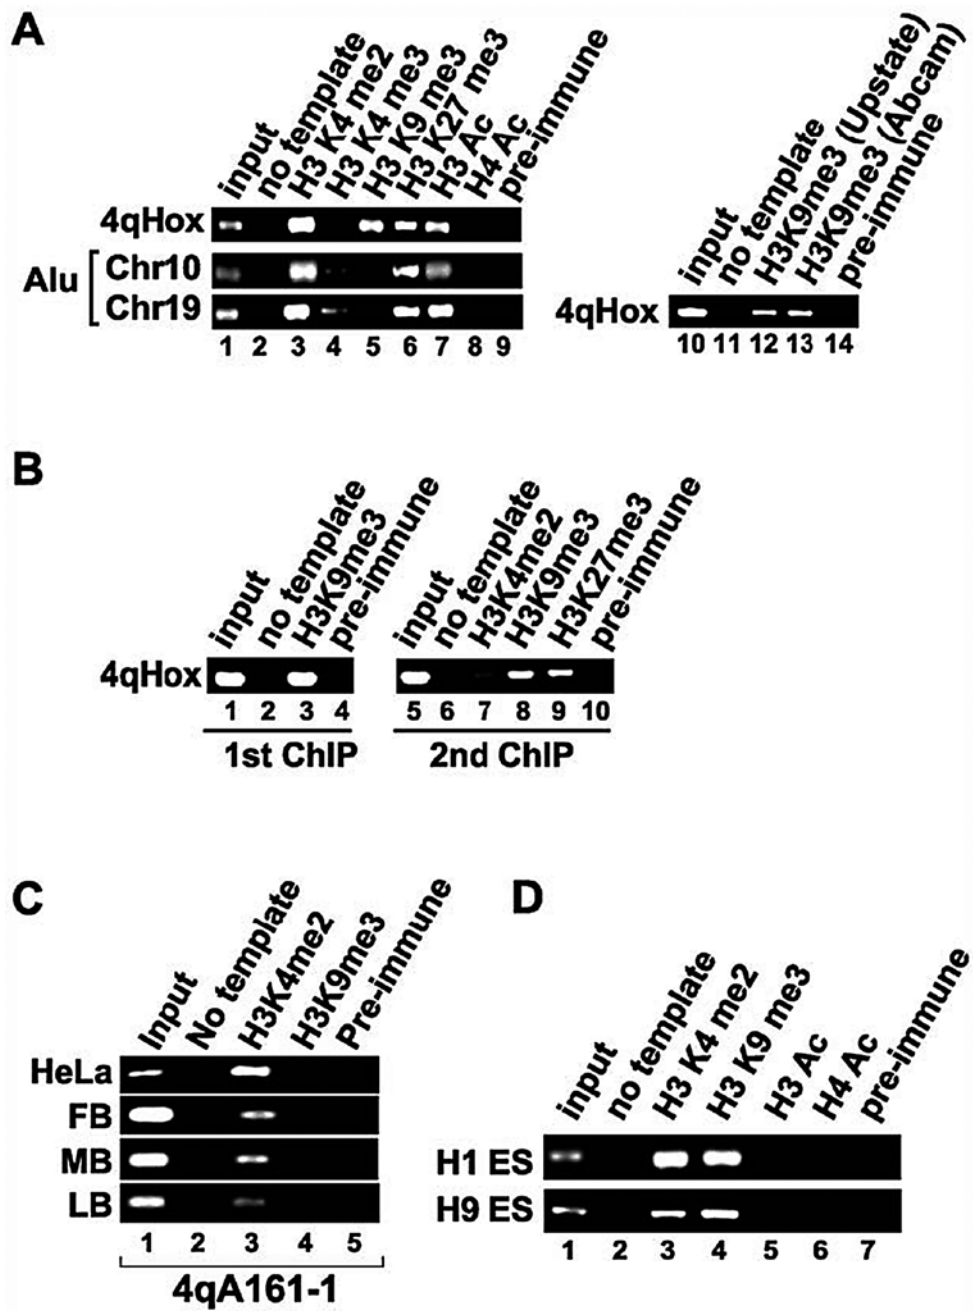 A
input
no template
H3 K4 me2
H3 K4 me3
H3 K9 me3
H3 K27 me3
H3 Ac
H4 Ac
pre-immune
4qHox
Alu
Chr10
Chr19
1 2 3 4 5 6 7 8 9
input
no template
H3K9me3 (Upstate)
H3K9me3 (Abcam)
pre-immune
4qHox
10 11 12 13 14
B
input
no template
H3K9me3
pre-immune
4qHox
1 2 3 4
1st ChIP
input
no template
H3K4me2
H3K9me3
H3K27me3
pre-immune
5 6 7 8 9 10
2nd ChIP
C
Input
No template
H3K4me2
H3K9me3
Pre-immune
HeLa
FB
MB
LB
1 2 3 4 5
4qA161-1
D
input
no template
H3 K4 me2
H3 K9 me3
H3 Ac
H4 Ac
pre-immune
H1 ES
H9 ES
1 2 3 4 5 6 7